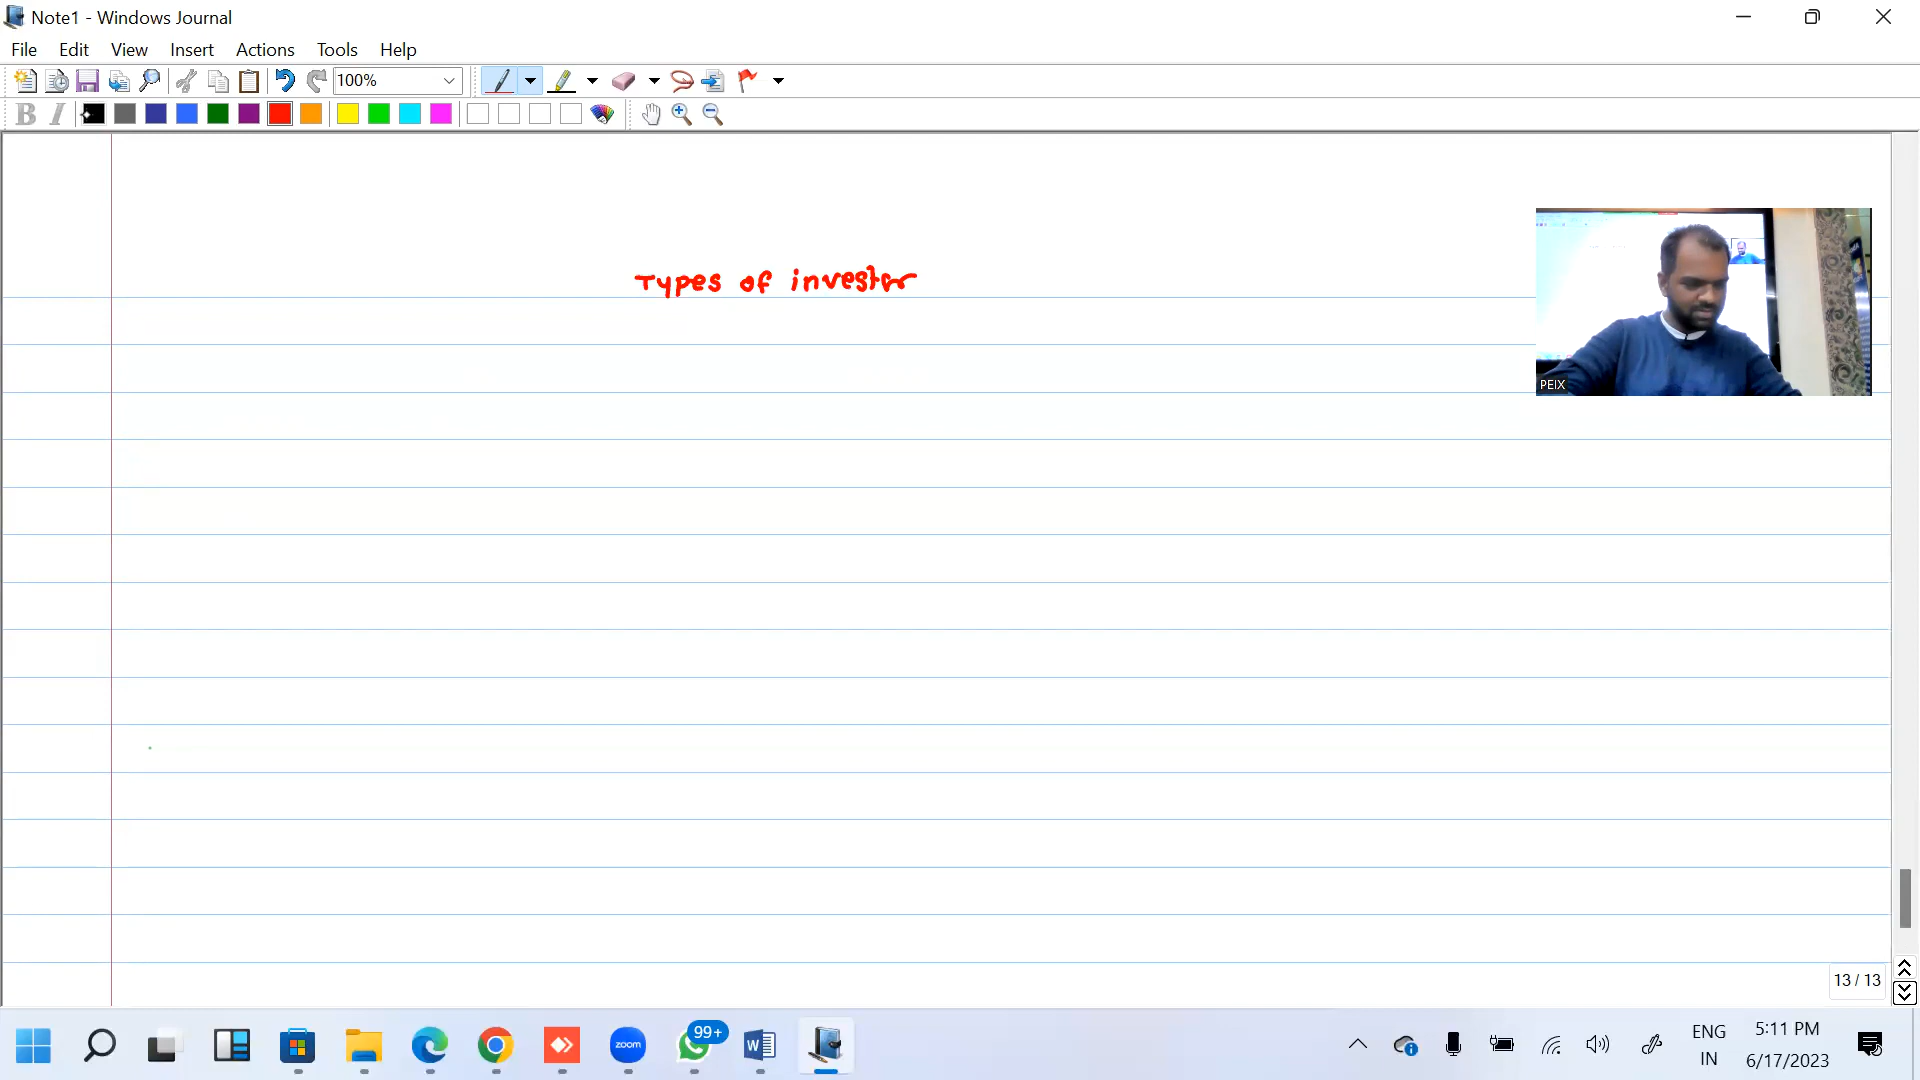 Note1 - Windows Journal
File Edit View Insert Actions Tools Help
100%
B I
Types of investor
PEIX
13 / 13
99+
zoom
W
ENG
IN
5:11 PM
6/17/2023